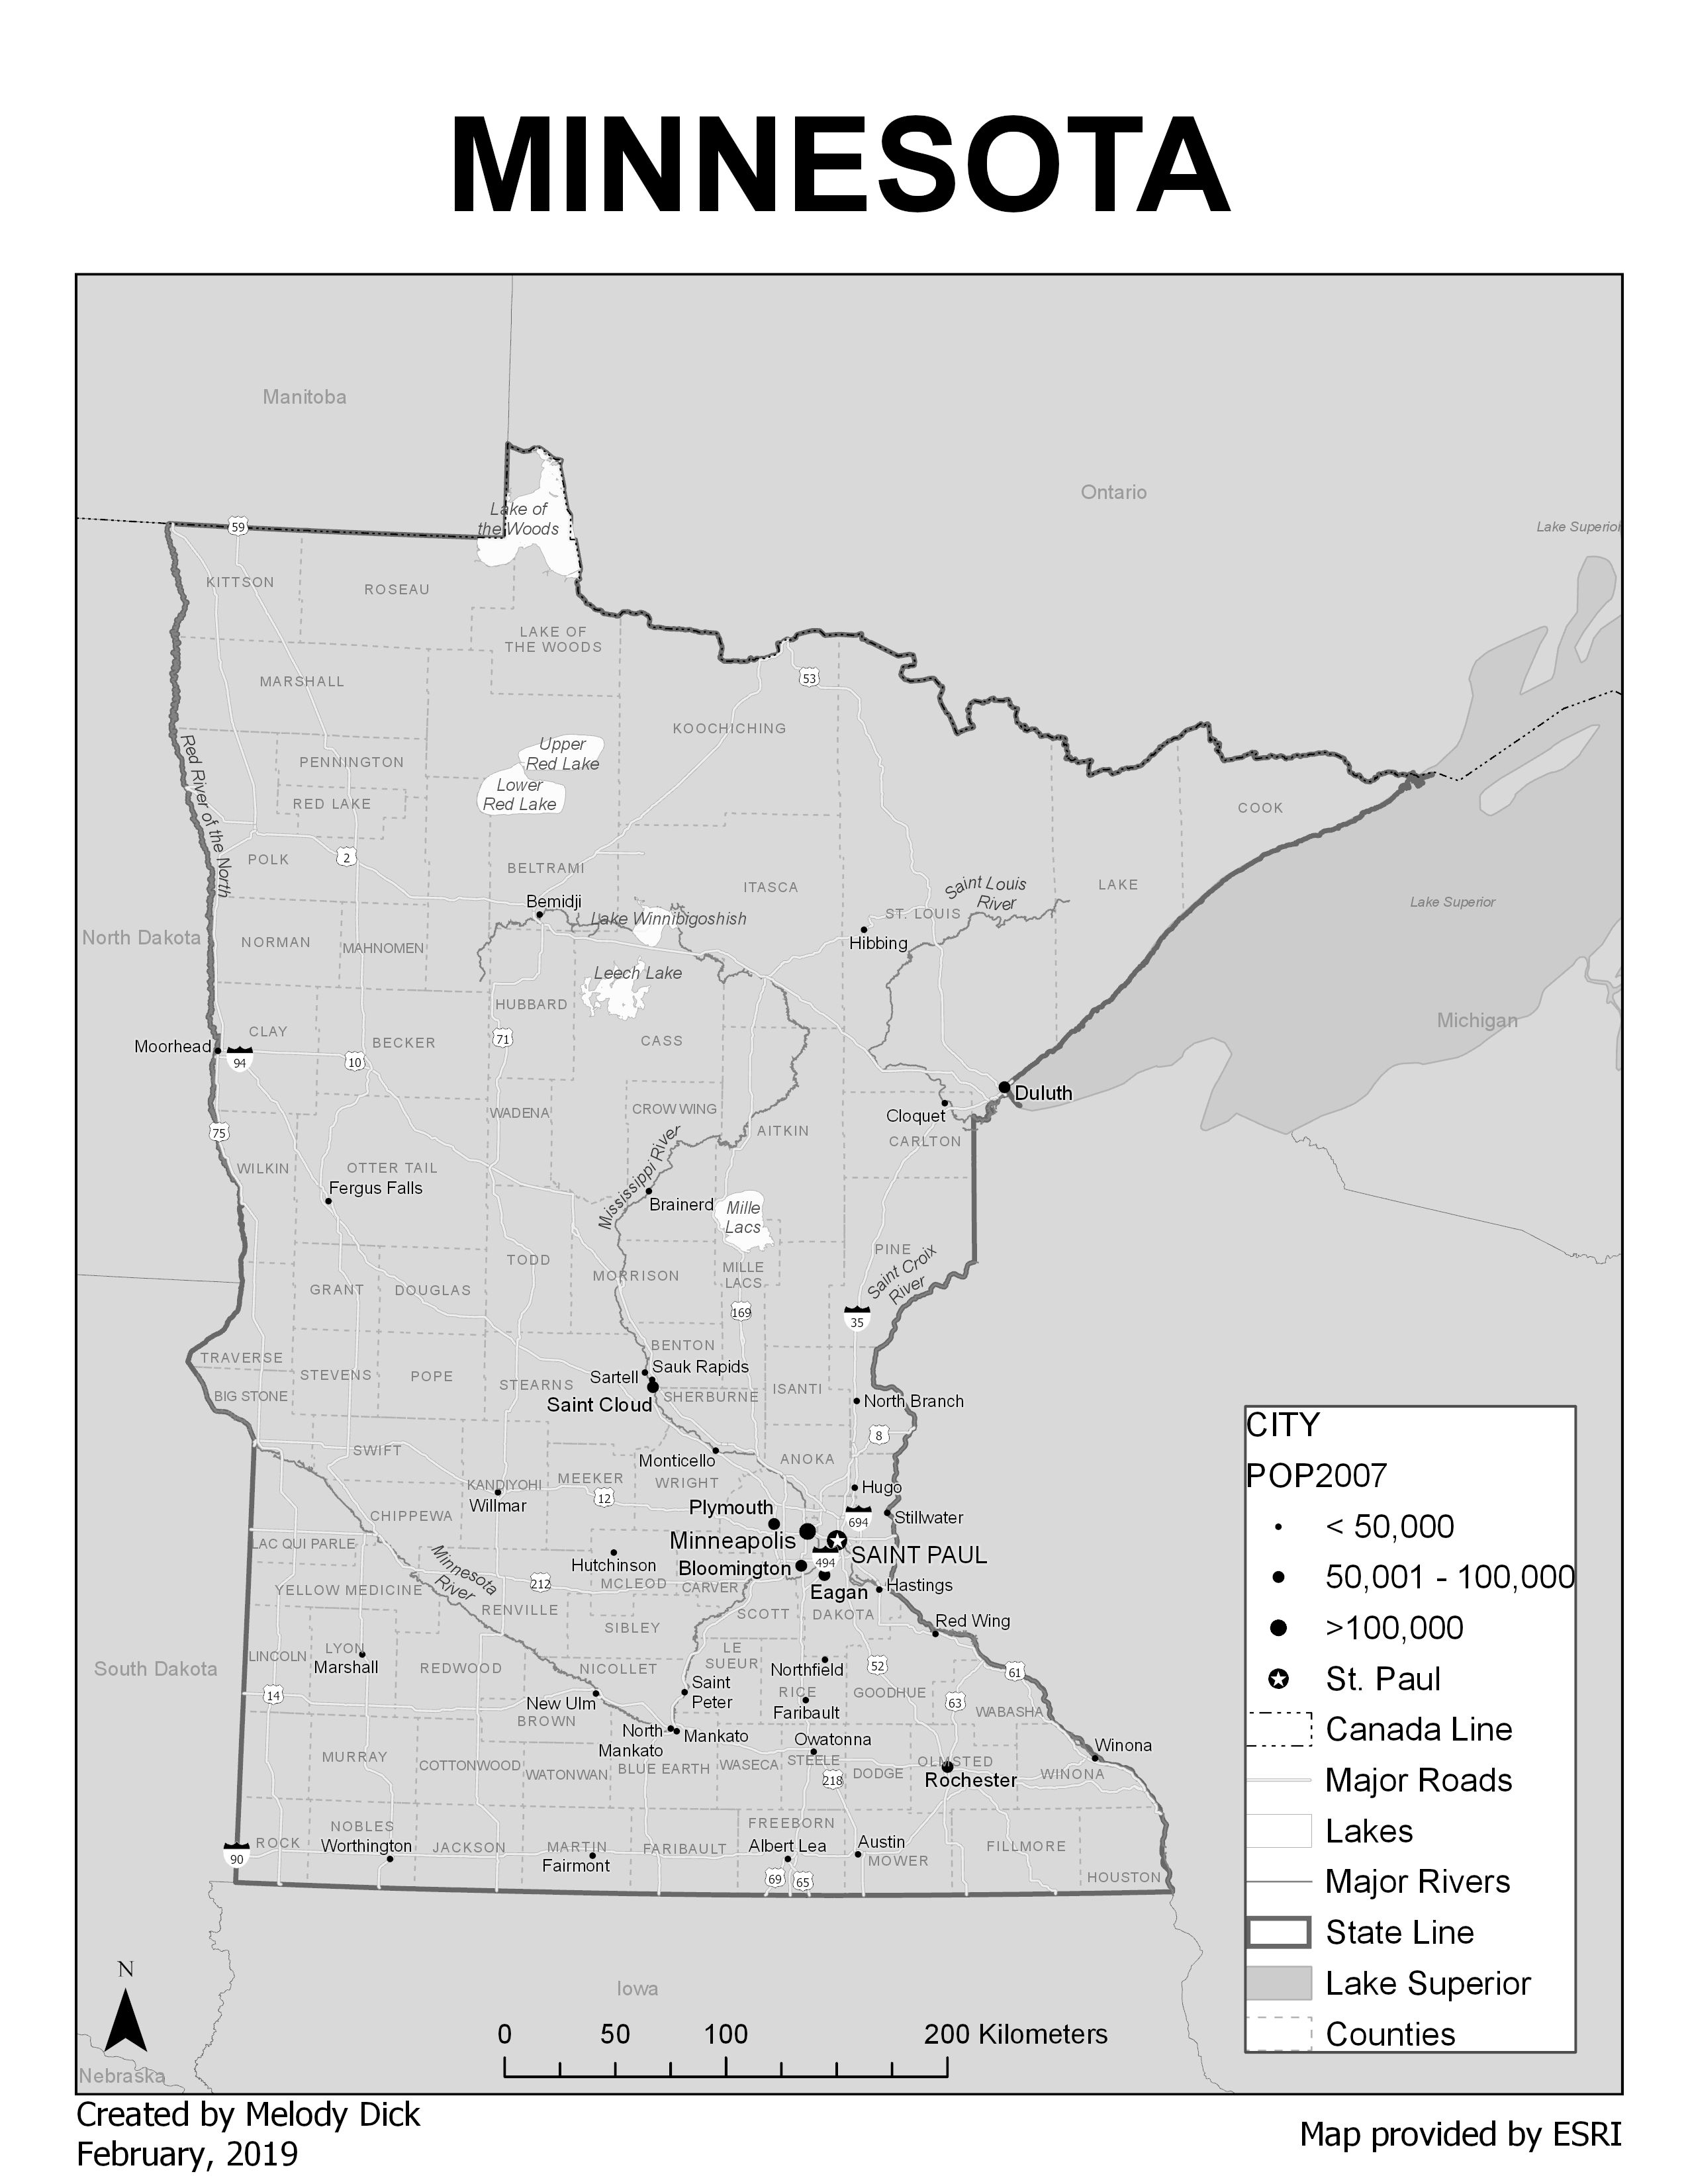 MINNESOTA
Manitoba
Ontario
Lake Superior
Lake of
the Woods
59
KITTSON
ROSEAU
LAKE OF
THE WOODS
MARSHALL
53
KOOCHICHING
Red River of the North
Upper
Red Lake
PENNINGTON
Lower
Red Lake
RED LAKE
COOK
POLK
2
BELTRAMI
ITASCA
Saint Louis
River
LAKE
Bemidji
Lake Winnibigoshish
ST. LOUIS
Lake Superior
North Dakota
NORMAN
MAHNOMEN
Hibbing
Leech Lake
HUBBARD
Michigan
CLAY
Moorhead
94
BECKER
10
71
CASS
Duluth
WADENA
CROW WING
Cloquet
75
AITKIN
CARLTON
WILKIN
OTTER TAIL
Fergus Falls
Mississippi River
Brainerd
Mille
Lacs
TODD
PINE
Saint Croix
River
MORRISON
MILLE
LACS
GRANT
DOUGLAS
169
35
BENTON
TRAVERSE
Sauk Rapids
STEVENS
POPE
Sartell
STEARNS
ISANTI
BIG STONE
SHERBURNE
Saint Cloud
North Branch
8
SWIFT
ANOKA
Monticello
KANDIYOHI
MEEKER
WRIGHT
Hugo
Willmar
12
Plymouth
CHIPPEWA
694
Stillwater
LAC QUI PARLE
Minneapolis
SAINT PAUL
Minnesota
River
Hutchinson
Bloomington
494
YELLOW MEDICINE
212
MCLEOD
CARVER
Eagan
Hastings
RENVILLE
SCOTT
DAKOTA
SIBLEY
Red Wing
LYON
LINCOLN
Marshall
REDWOOD
NICOLLET
LE
SUEUR
Northfield
52
61
South Dakota
14
New Ulm
Saint
Peter
RICE
Faribault
GOODHUE
63
WABASHA
BROWN
North
Mankato
Mankato
Owatonna
Winona
MURRAY
COTTONWOOD
WATONWAN
BLUE EARTH
WASECA
STEELE
218
DODGE
OLMSTED
Rochester
WINONA
NOBLES
Worthington
ROCK
90
JACKSON
MARTIN
Fairmont
FARIBAULT
FREEBORN
Albert Lea
Austin
MOWER
FILLMORE
HOUSTON
69
65
Iowa
Nebraska
N
0 50 100 200 Kilometers
CITY
POP2007
< 50,000
50,001 - 100,000
>100,000
St. Paul
Canada Line
Major Roads
Lakes
Major Rivers
State Line
Lake Superior
Counties
Created by Melody Dick
February, 2019
Map provided by ESRI